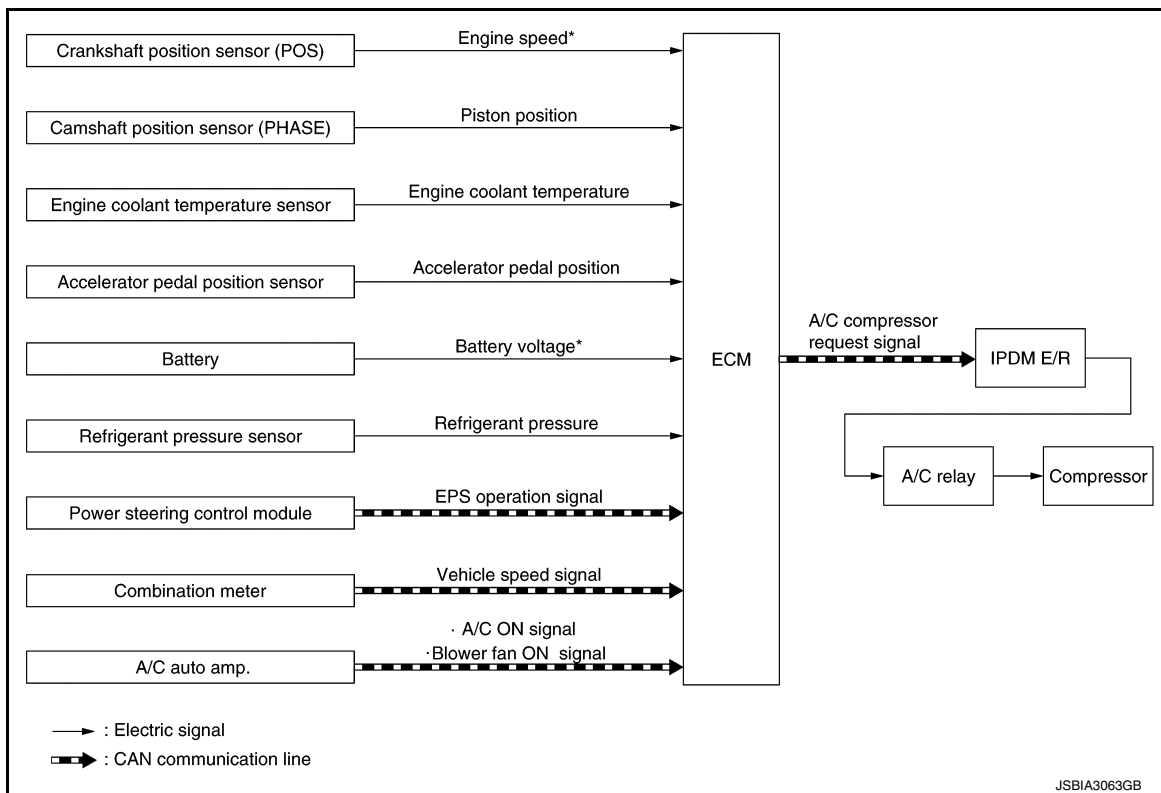 Crankshaft position sensor (POS)
Engine speed*
Camshaft position sensor (PHASE)
Piston position
Engine coolant temperature sensor
Engine coolant temperature
Accelerator pedal position sensor
Accelerator pedal position
Battery
Battery voltage*
Refrigerant pressure sensor
Refrigerant pressure
Power steering control module
EPS operation signal
Combination meter
Vehicle speed signal
A/C auto amp.
· A/C ON signal
·Blower fan ON signal
ECM
A/C compressor
request signal
IPDM E/R
A/C relay
Compressor
: Electric signal
: CAN communication line
JSBIA3063GB